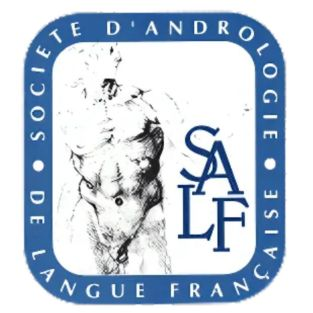 SOCIETE D'ANDROLOGIE
DE LANGUE FRANÇAISE
SALF